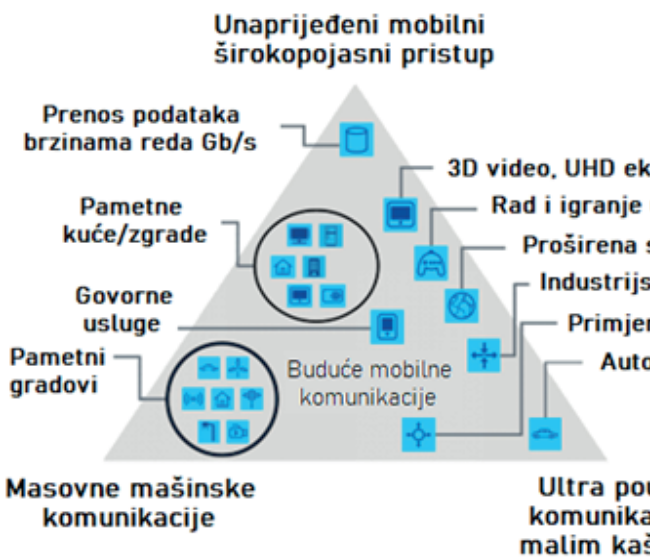 Unaprijeđeni mobilni
širokopojasni pristup
Prenos podataka
brzinama reda Gb/s
3D video, UHD ek
Pametne
kuće/zgrade
Rad i igranje
Proširena s
Industrijs
Govorne
usluge
Primjer
Pametni
gradovi
Auto
Buduće mobilne
komunikacije
Masovne mašinske
komunikacije
Ultra pou
komunika
malim kaš